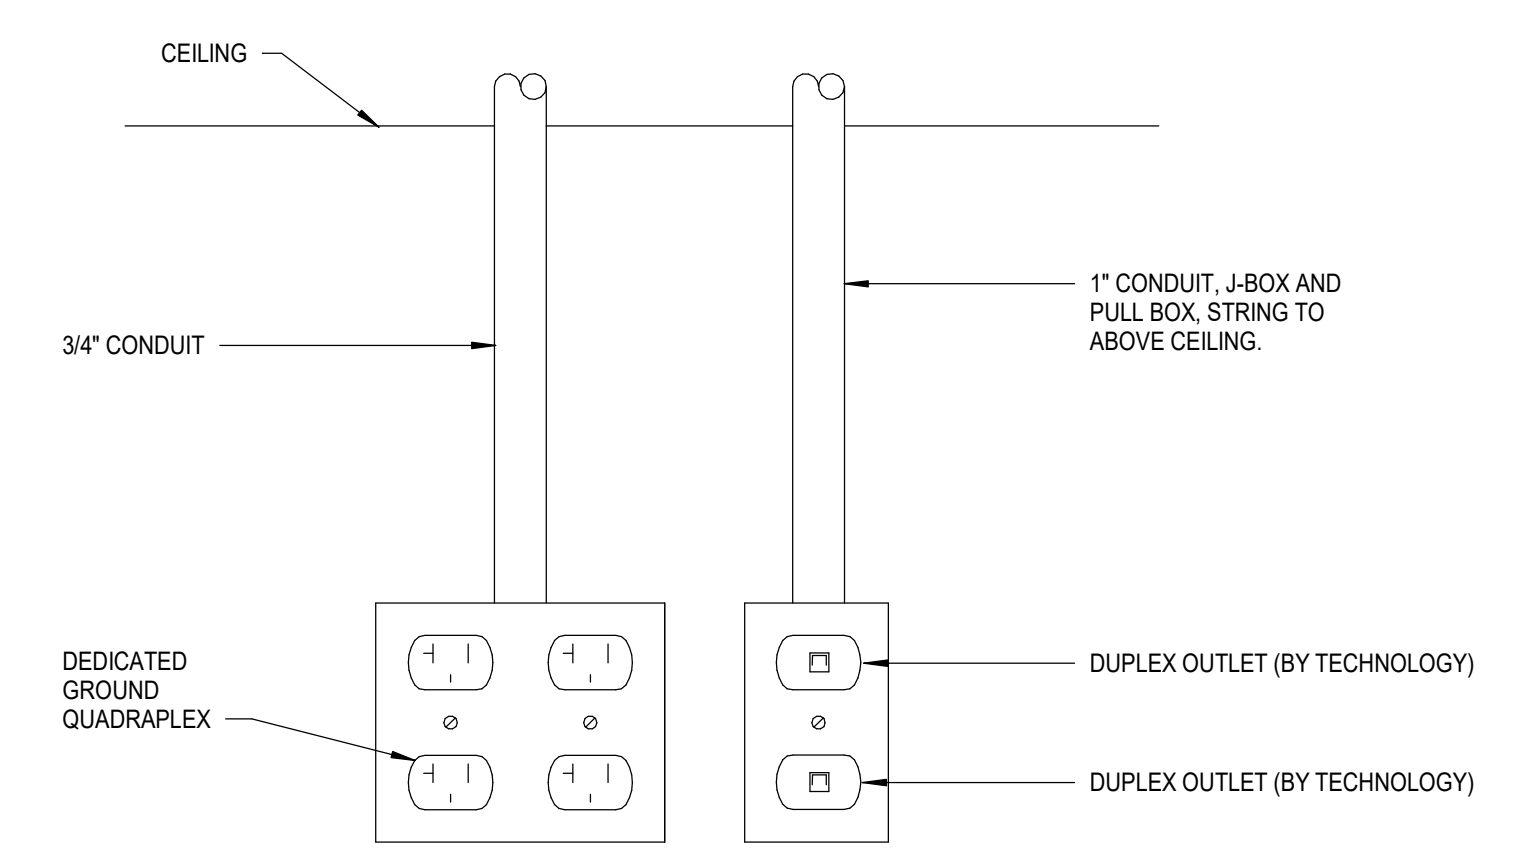 CEILING
1" CONDUIT, J-BOX AND
PULL BOX, STRING TO
ABOVE CEILING.
3/4" CONDUIT
DEDICATED
GROUND
QUADRAPLEX
DUPLEX OUTLET (BY TECHNOLOGY)
DUPLEX OUTLET (BY TECHNOLOGY)